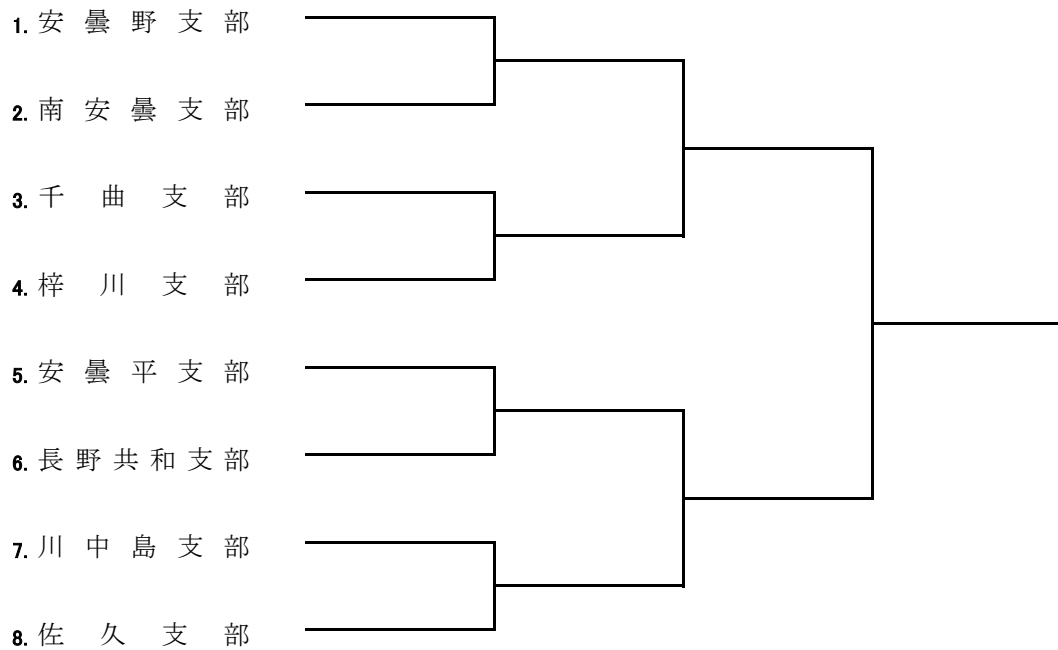 1. 安曇野支部
2. 南安曇支部
3. 千曲支部
4. 梓川支部
5. 安曇平支部
6. 長野共和支部
7. 川中島支部
8. 佐久支部